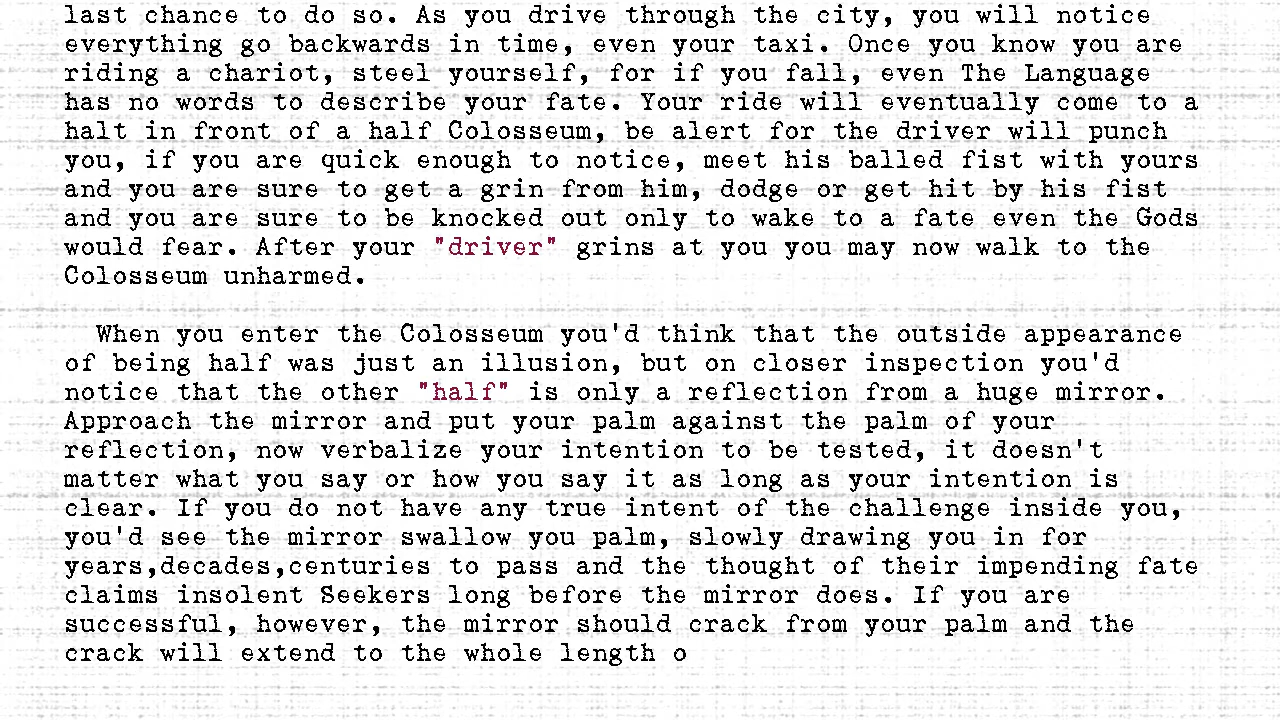 last chance to do so. As you drive through the city, you will notice
everything go backwards in time, even your taxi. Once you know you are
riding a chariot, steel yourself, for if you fall, even The Language
has no words to describe your fate. Your ride will eventually come to a
halt in front of a half Colosseum, be alert for the driver will punch
you, if you are quick enough to notice, meet his balled fist with yours
and you are sure to get a grin from him, dodge or get hit by his fist
and you are sure to be knocked out only to wake to a fate even the Gods
would fear. After your "driver" grins at you you may now walk to the
Colosseum unharmed.
When you enter the Colosseum you'd think that the outside appearance
of being half was just an illusion, but on closer inspection you'd
notice that the other "half" is only a reflection from a huge mirror.
Approach the mirror and put your palm against the palm of your
reflection, now verbalize your intention to be tested, it doesn't
matter what you say or how you say it as long as your intention is
clear. If you do not have any true intent of the challenge inside you,
you'd see the mirror swallow you palm, slowly drawing you in for
years,decades,centuries to pass and the thought of their impending fate
claims insolent Seekers long before the mirror does. If you are
successful, however, the mirror should crack from your palm and the
crack will extend to the whole length o